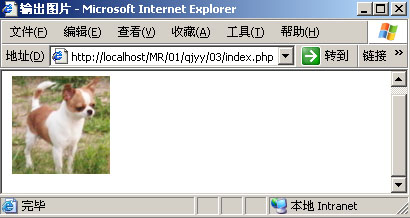 输出图片 - Microsoft Internet Explorer
文件(F) 编辑(E) 查看(V) 收藏(A) 工具(T) 帮助(H) »
地址(D) http://localhost/MR/01/qjyy/03/index.php 转到 链接 »
完毕 本地 Intranet